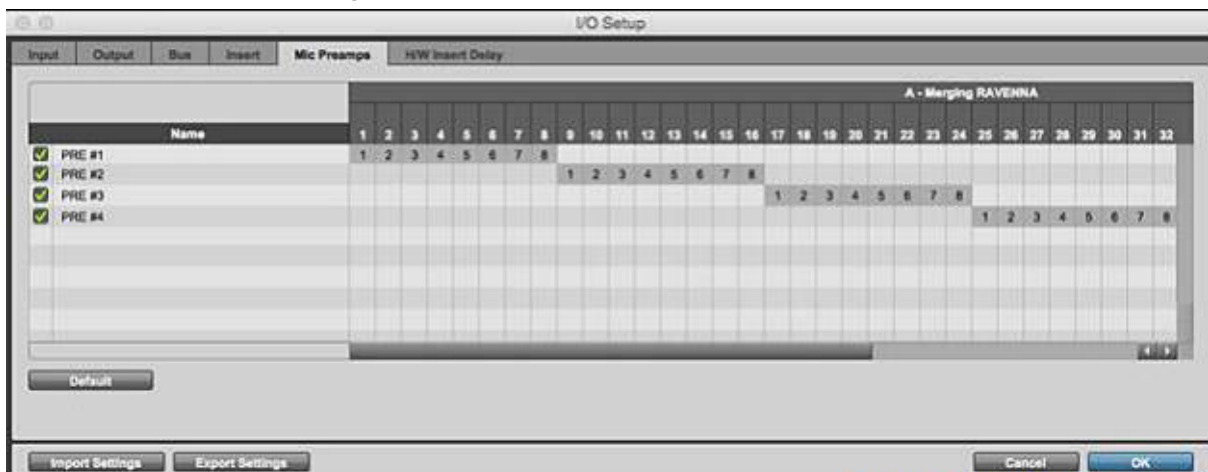 I/O Setup
Input Output Bus Insert Mic Preamps H/W Insert Delay
A - Merging RAVENNA
Name 1 2 3 4 5 6 7 8 9 10 11 12 13 14 15 16 17 18 19 20 21 22 23 24 25 26 27 28 29 30 31 32
PRE #1 1 2 3 4 5 6 7 8
PRE #2 1 2 3 4 5 6 7 8
PRE #3 1 2 3 4 5 6 7 8
PRE #4 1 2 3 4 5 6 7 8
Default
Import Settings Export Settings Cancel OK